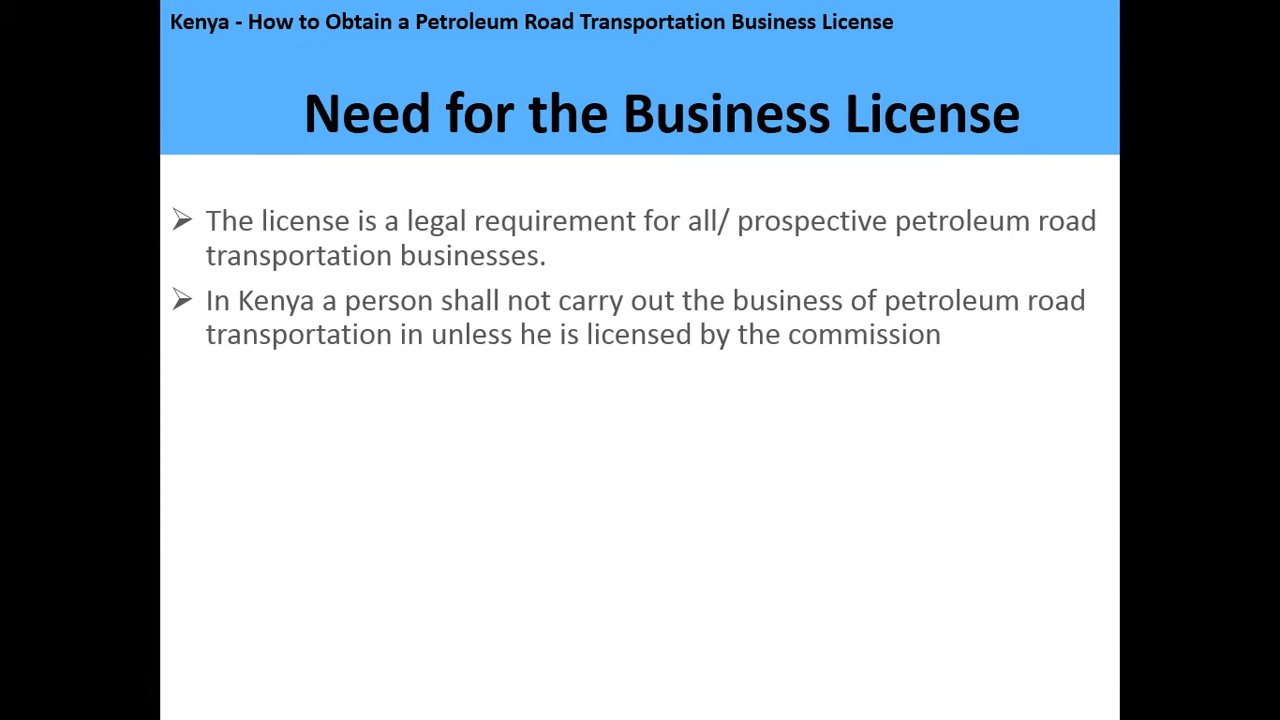 Kenya - How to Obtain a Petroleum Road Transportation Business License
Need for the Business License
The license is a legal requirement for all/ prospective petroleum road
transportation businesses.
In Kenya a person shall not carry out the business of petroleum road
transportation in unless he is licensed by the commission